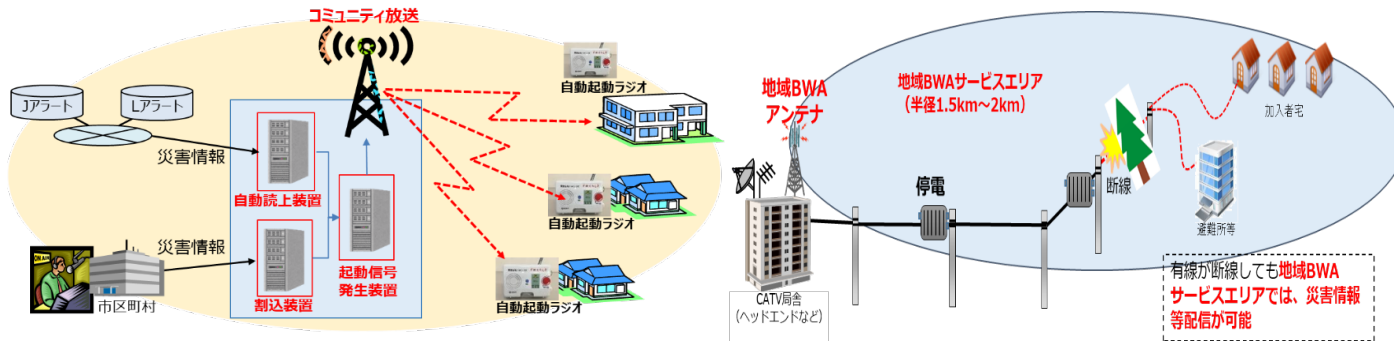 コミュニティ放送
Jアラート
Lアラート
災害情報
自動読上装置
災害情報
ON AIR
市区町村
割込装置
起動信号
発生装置
自動起動ラジオ
自動起動ラジオ
自動起動ラジオ
地域BWA
アンテナ
地域BWAサービスエリア
(半径1.5km～2km)
加入者宅
停電
断線
避難所等
CATV局舎
(ヘッドエンドなど)
有線が断線しても地域BWA
サービスエリアでは、災害情報
等配信が可能